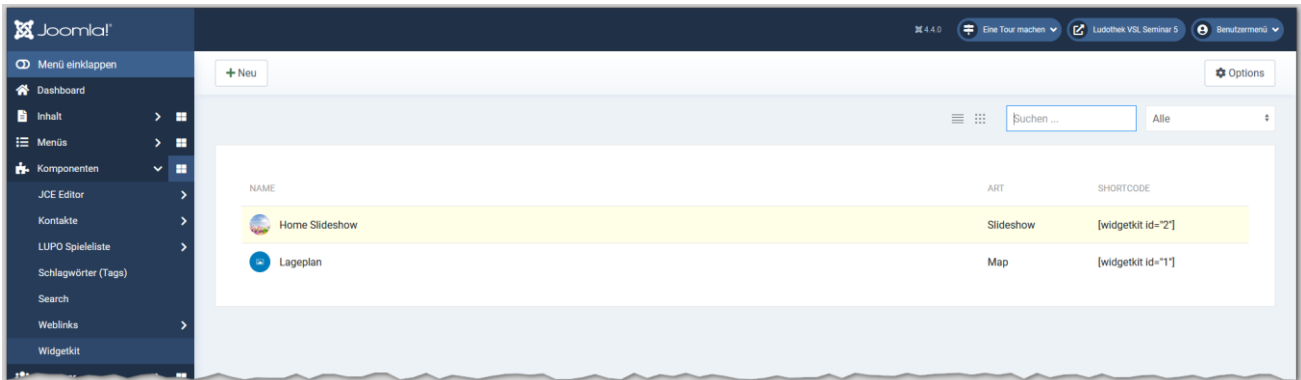 Joomla!
4.4.0
Eine Tour machen
Ludothek VSL Seminar 5
Benutzermenü
Menü einklappen
Dashboard
Inhalt
Menüs
Komponenten
JCE Editor
Kontakte
LUPO Spieleliste
Schlagwörter (Tags)
Search
Weblinks
Widgetkit
+ Neu
Options
Suchen ...
Alle
NAME ART SHORTCODE
Home Slideshow Slideshow [widgetkit id="2"]
Lageplan Map [widgetkit id="1"]